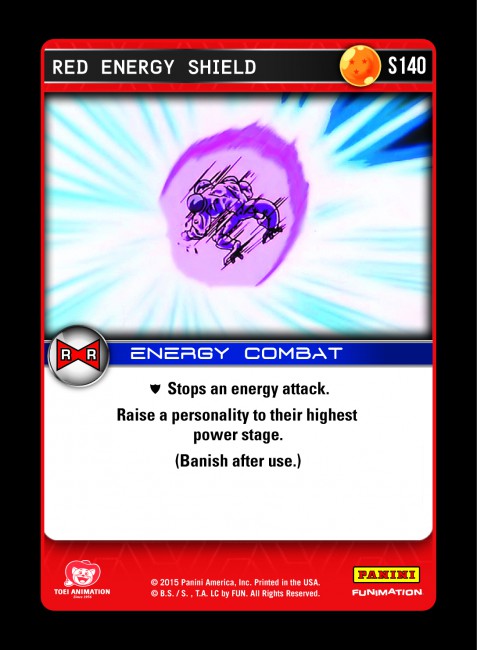 RED ENERGY SHIELD
S140
R R
ENERGY COMBAT
Stops an energy attack.
Raise a personality to their highest
power stage.
(Banish after use.)
TOEI ANIMATION
Since 1956
© 2015 Panini America, Inc. Printed in the USA.
© B.S. / S. , T.A. LC by FUN. All Rights Reserved.
PANINI
FUNIMATION